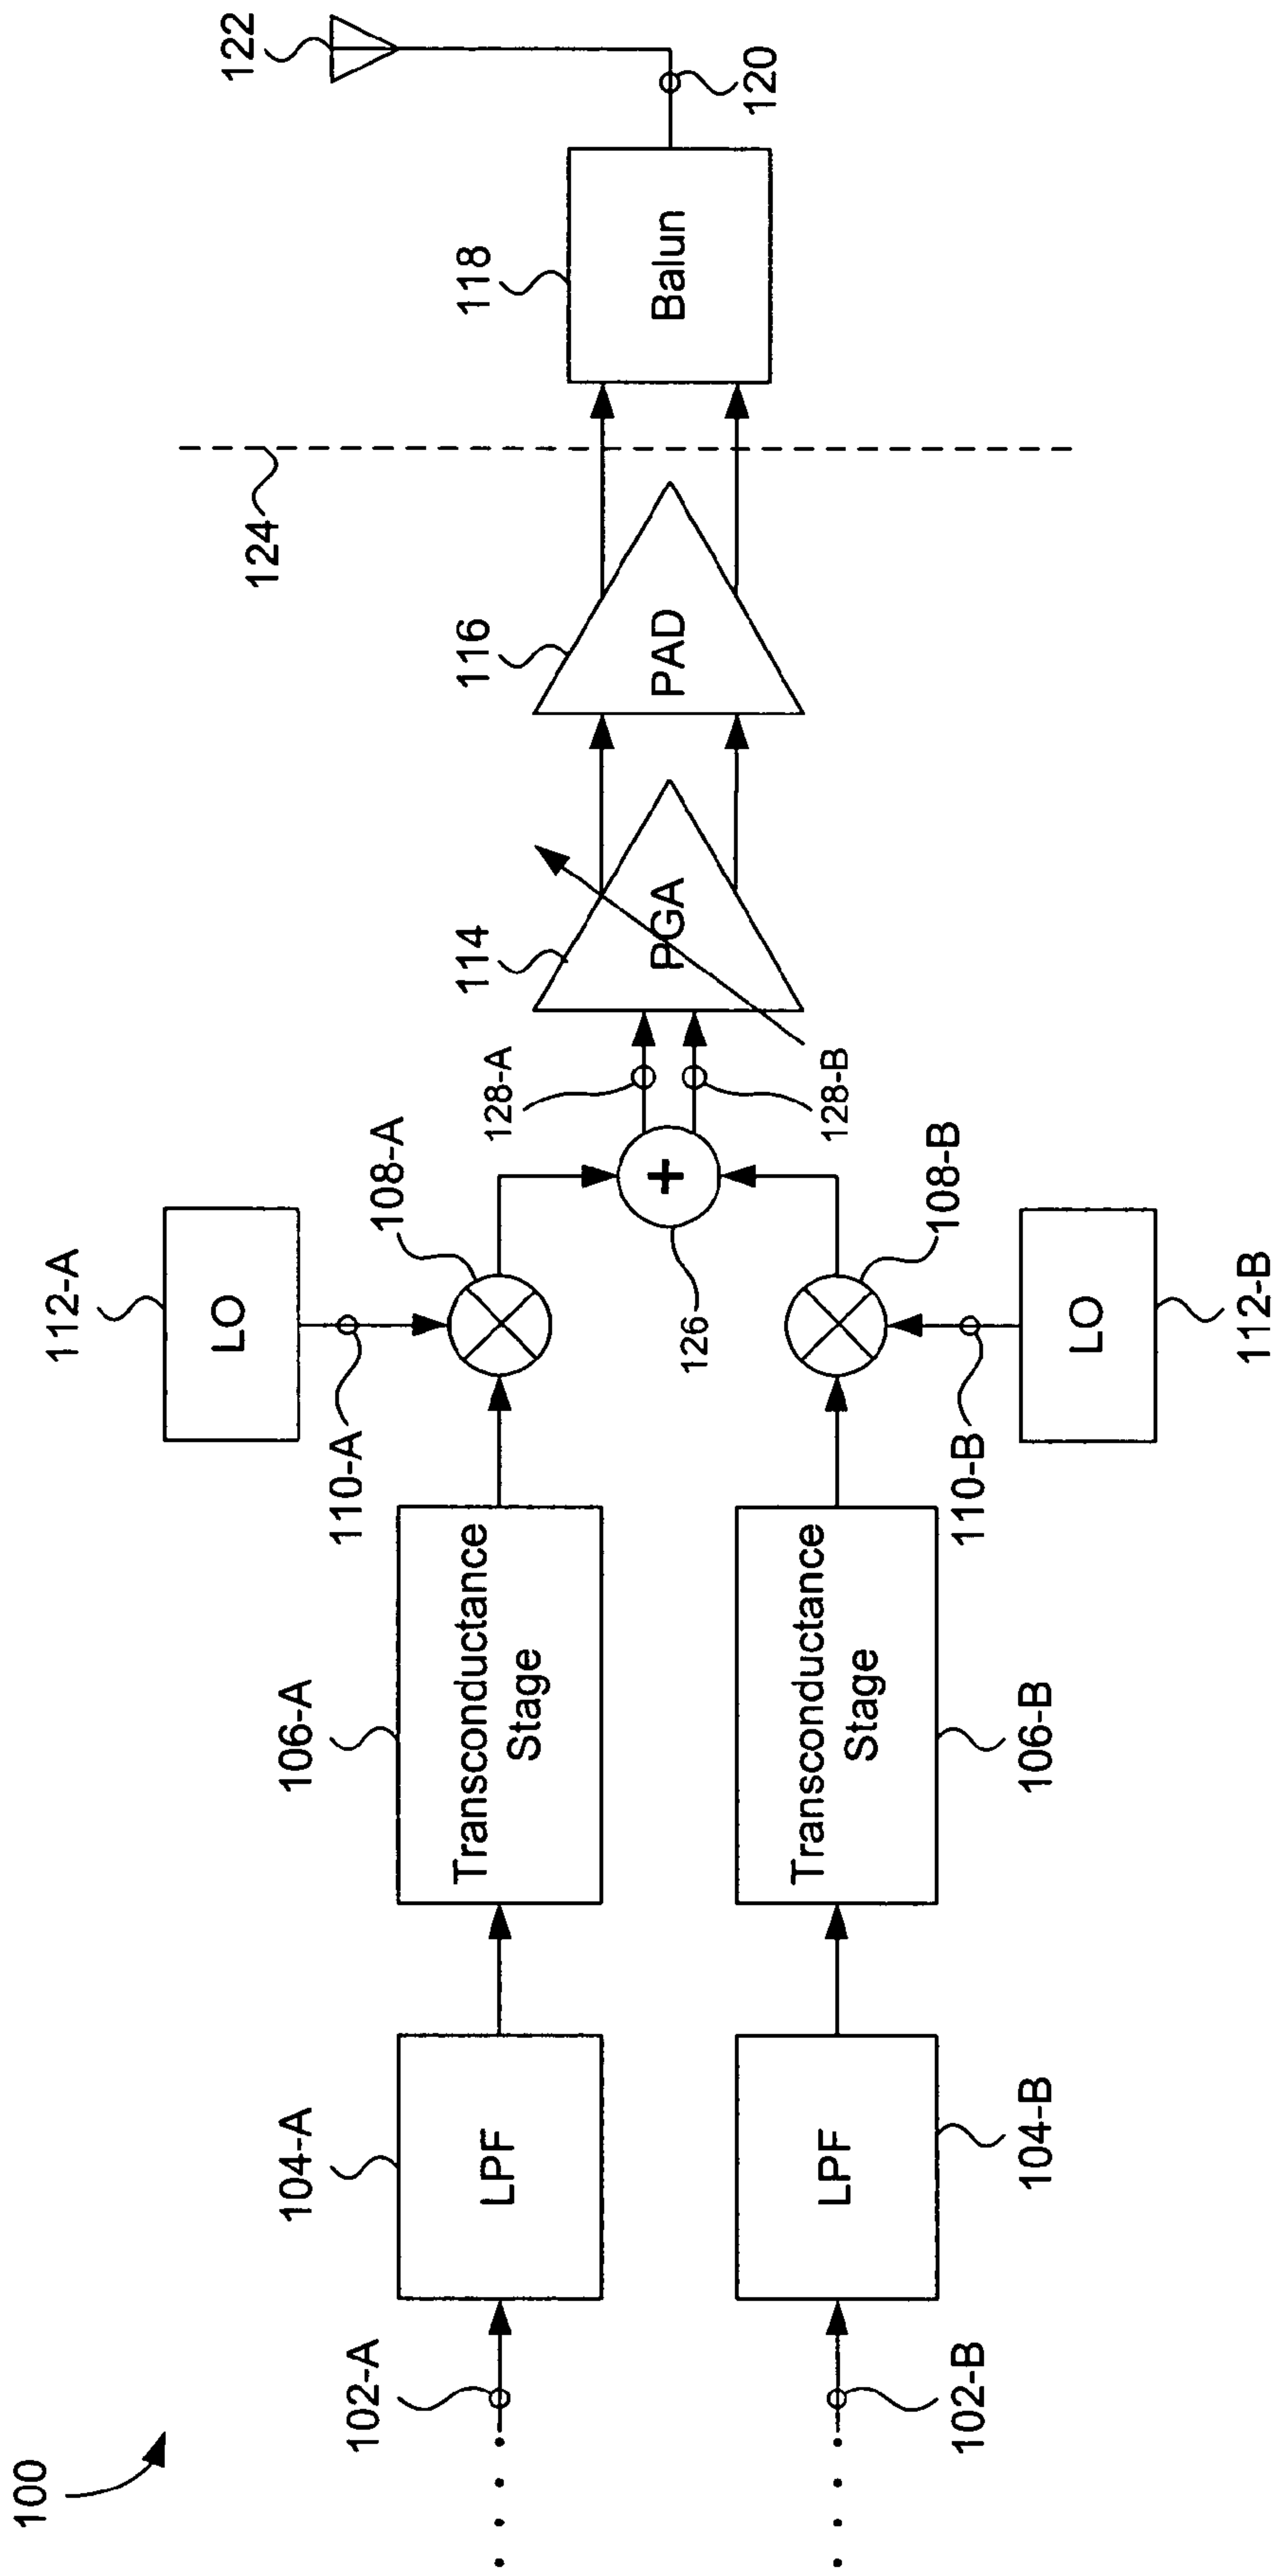 100
102-A
104-A
LPF
106-A
Transconductance
Stage
110-A
112-A
LO
108-A
126
+
128-A
128-B
114
PGA
116
PAD
124
118
Balun
120
122
102-B
LPF
104-B
Transconductance
Stage
106-B
110-B
LO
112-B
108-B